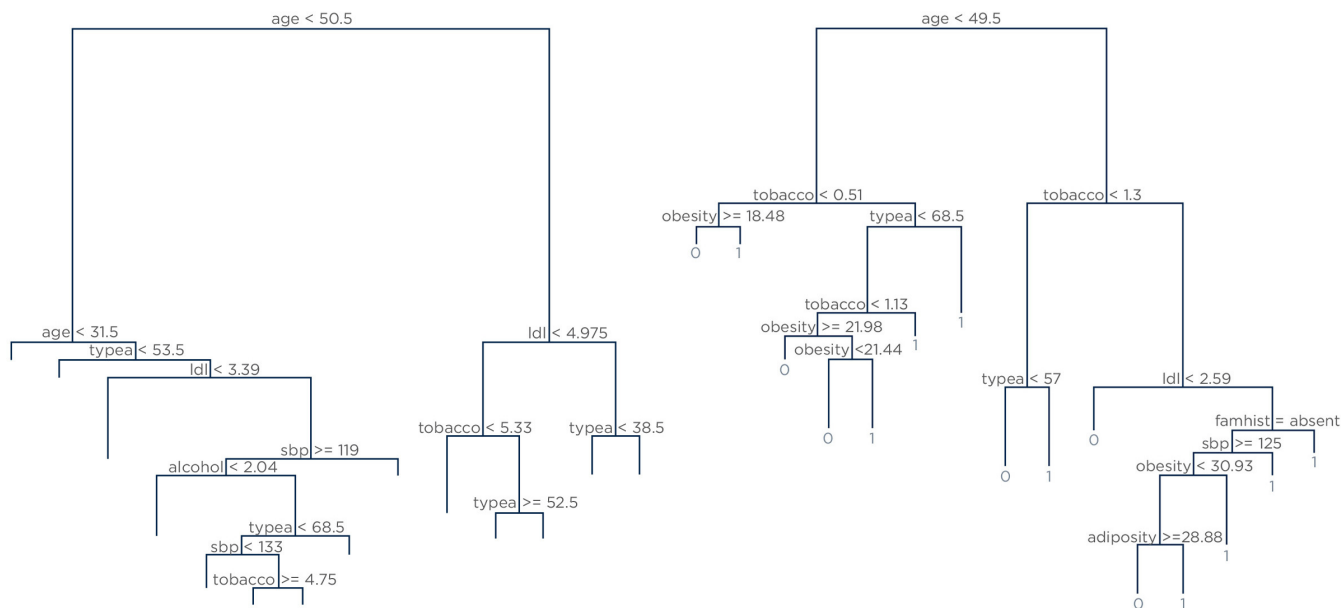 age < 50.5
age < 31.5
typea < 53.5
ldl < 3.39
sbp >= 119
alcohol < 2.04
typea < 68.5
sbp < 133
tobacco >= 4.75
ldl < 4.975
tobacco < 5.33
typea < 38.5
typea >= 52.5
age < 49.5
tobacco < 0.51
obesity >= 18.48
0 1
typea < 68.5
tobacco < 1.13
1
obesity >= 21.98
1
obesity <21.44
0
0 1
tobacco < 1.3
typea < 57
0 1
ldl < 2.59
0
famhist = absent
1
sbp >= 125
1
obesity < 30.93
1
adiposity >=28.88
0 1